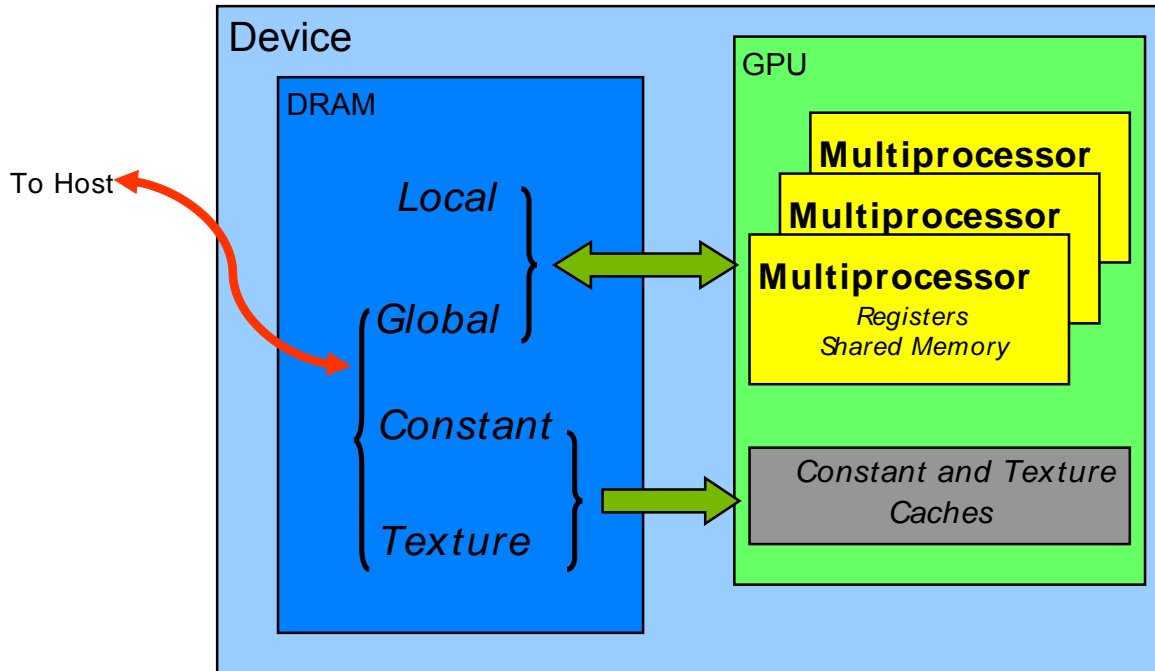 Device
To Host
DRAM
Local
Global
Constant
Texture
GPU
Multiprocessor
Multiprocessor
Multiprocessor
Registers
Shared Memory
Constant and Texture
Caches